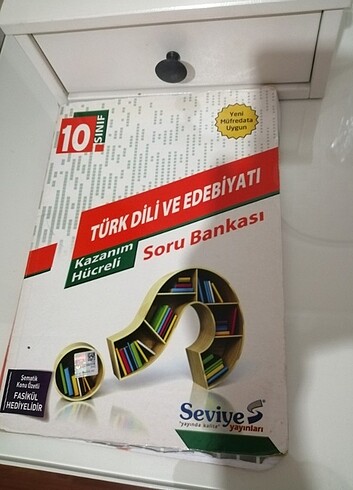 10
SINIF
Yeni
Müfredata
Uygun
TÜRK DİLİ VE EDEBİYATI
Kazanım
Hücreli
Soru Bankası
Şematik
Konu Özetli
FASİKÜL
HEDİYELİDİR
Seviye S
"yayında kalite"
yayınları